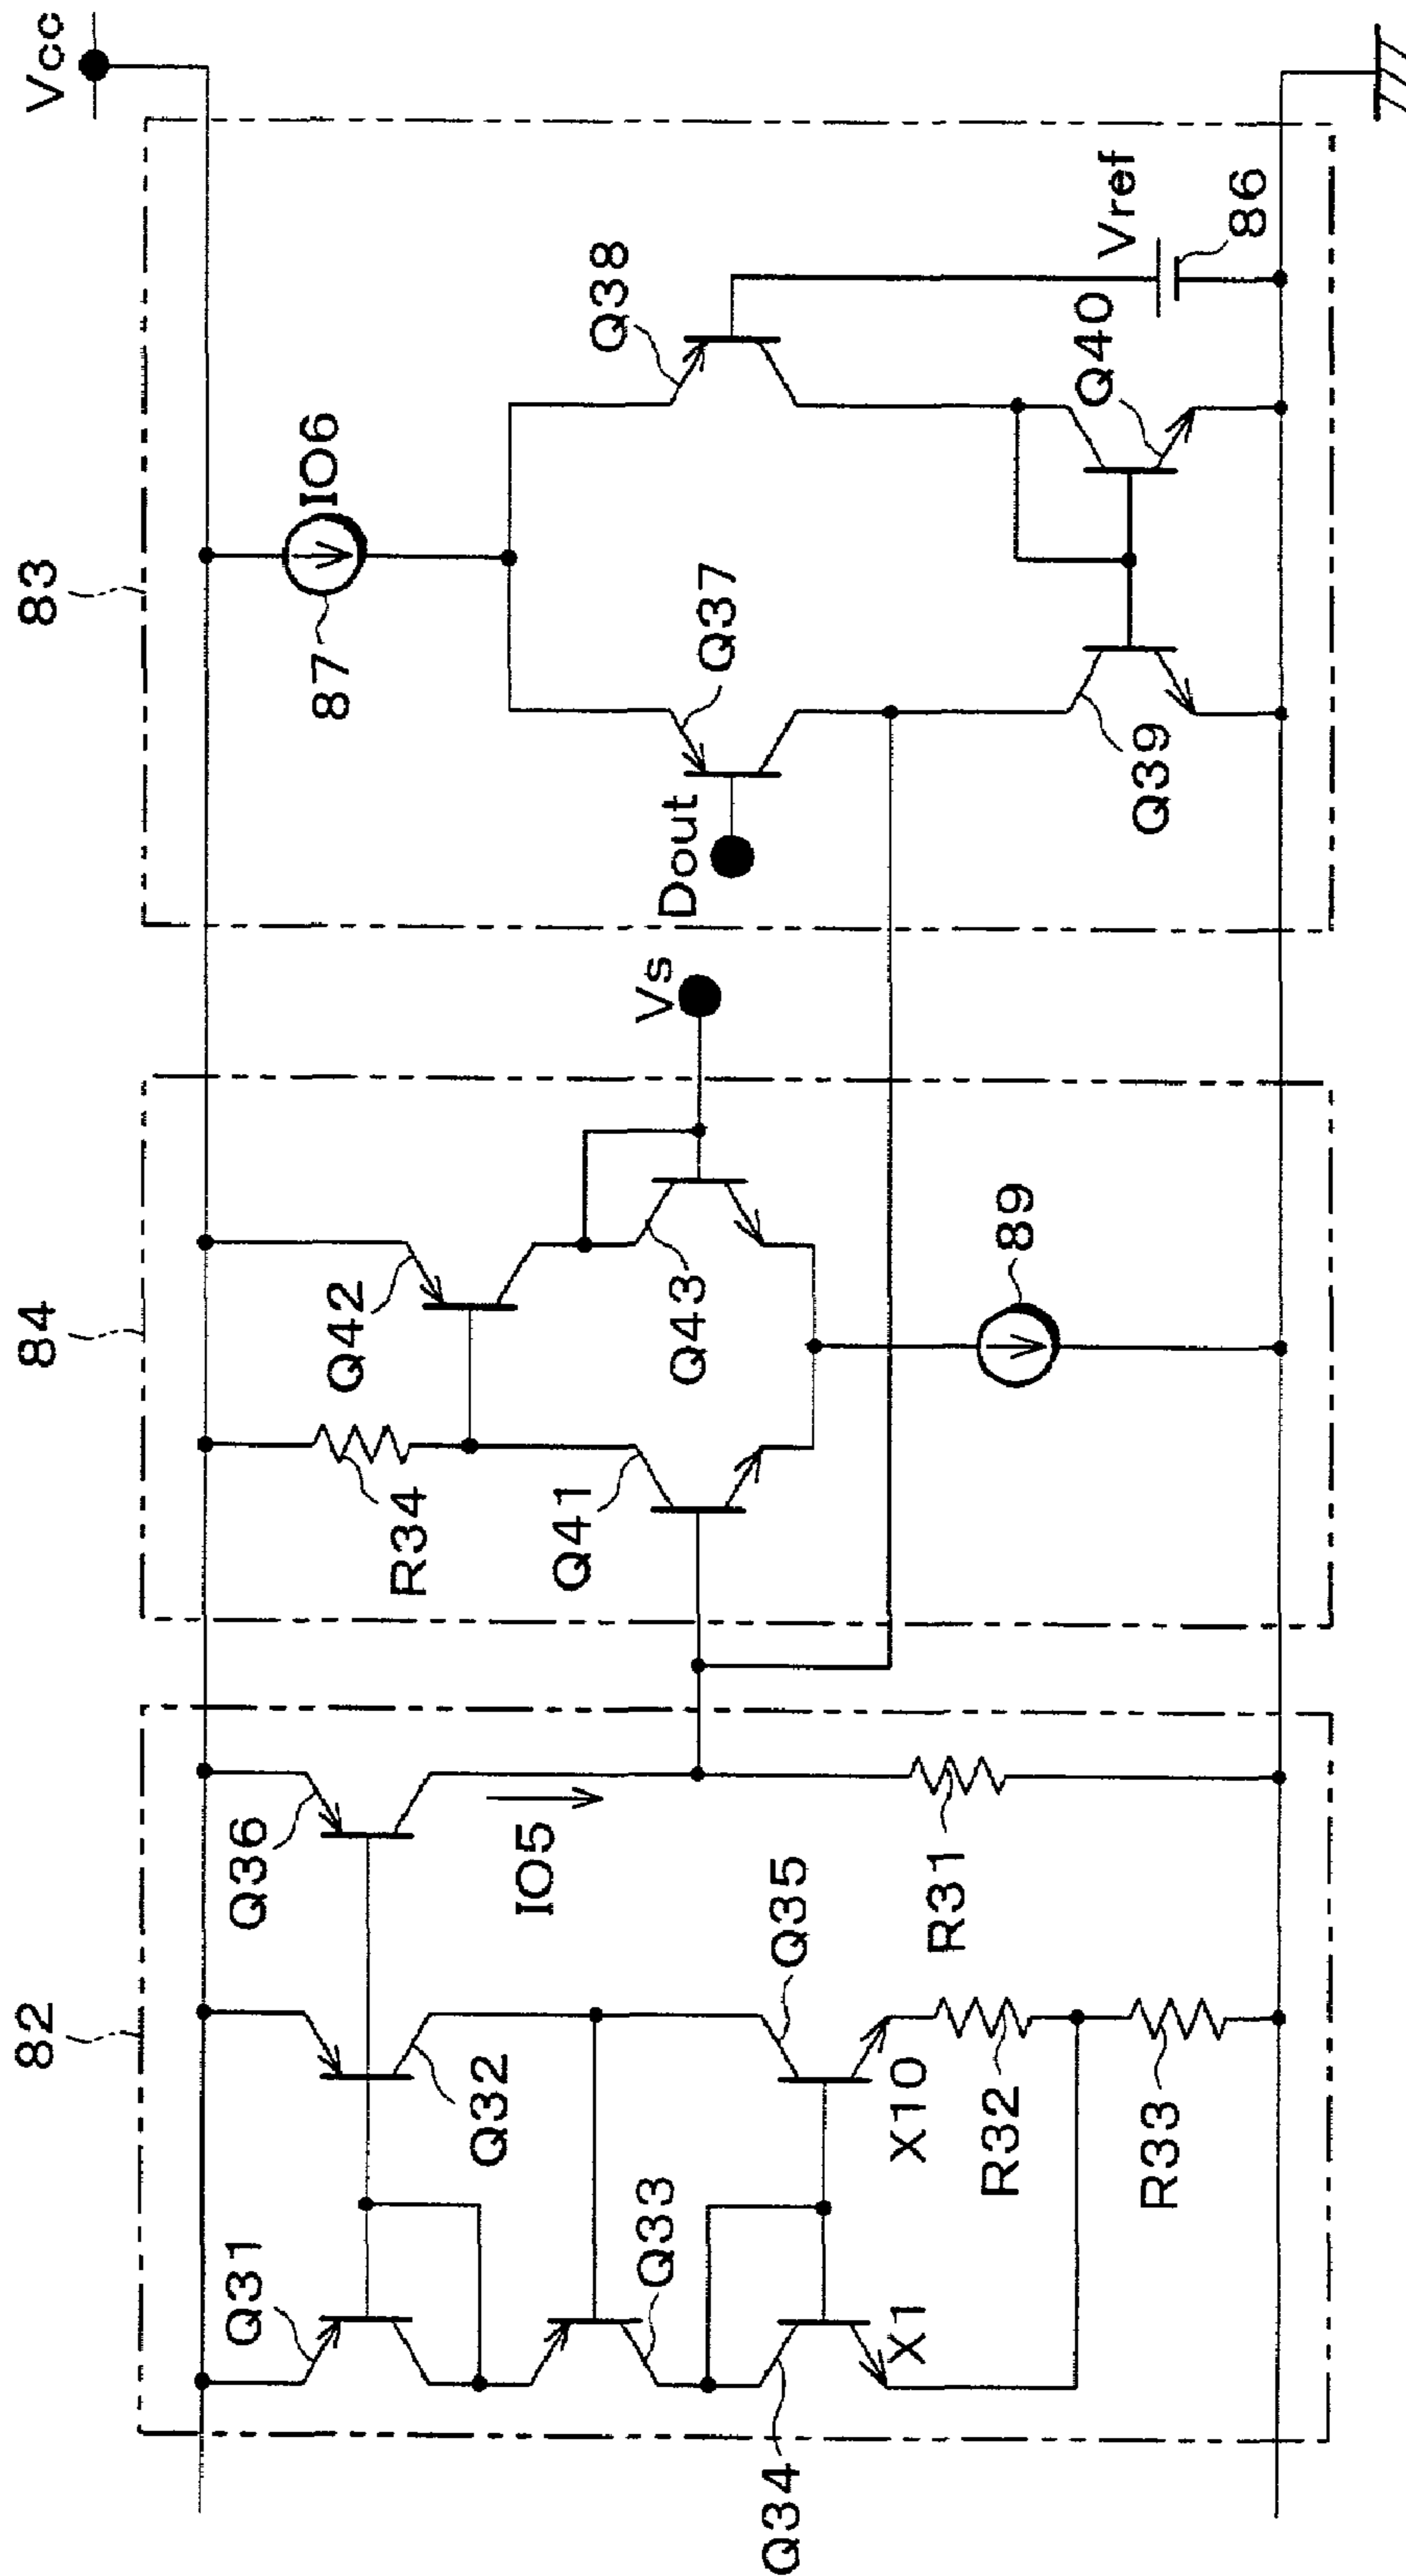 82
84
83
Vcc
Q31
Q32
Q36
IO5
Q33
Q34
X1
Q35
X10
R32
R33
R31
R34
Q42
Q41
Q43
Vs
89
87
IO6
Q37
Dout
Q38
Q39
Q40
Vref
86